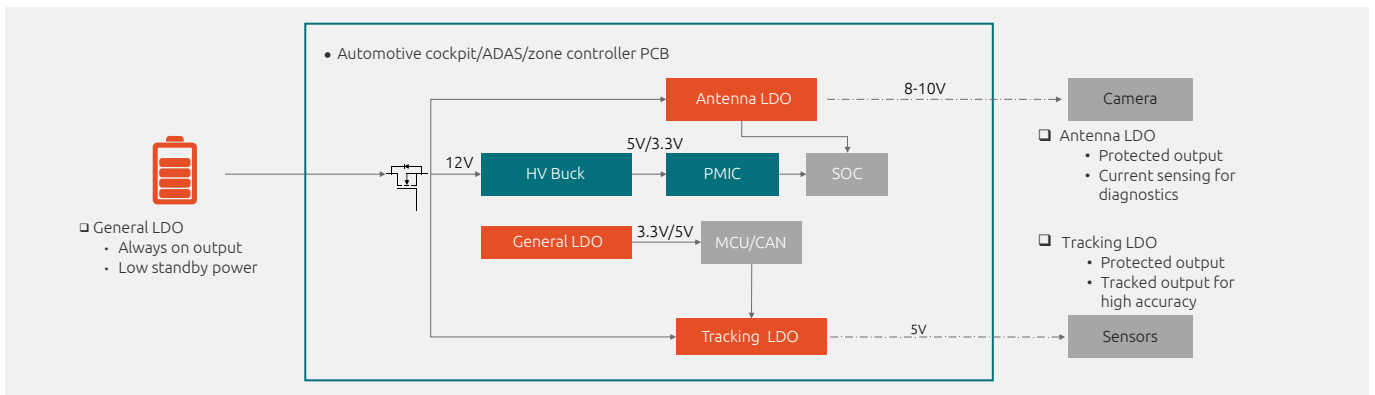 Automotive cockpit/ADAS/zone controller PCB
Antenna LDO
8-10V
Camera
12V
HV Buck
5V/3.3V
PMIC
SOC
General LDO
3.3V/5V
MCU/CAN
Tracking LDO
5V
Sensors
General LDO
Always on output
Low standby power
Antenna LDO
Protected output
Current sensing for
diagnostics
Tracking LDO
Protected output
Tracked output for
high accuracy